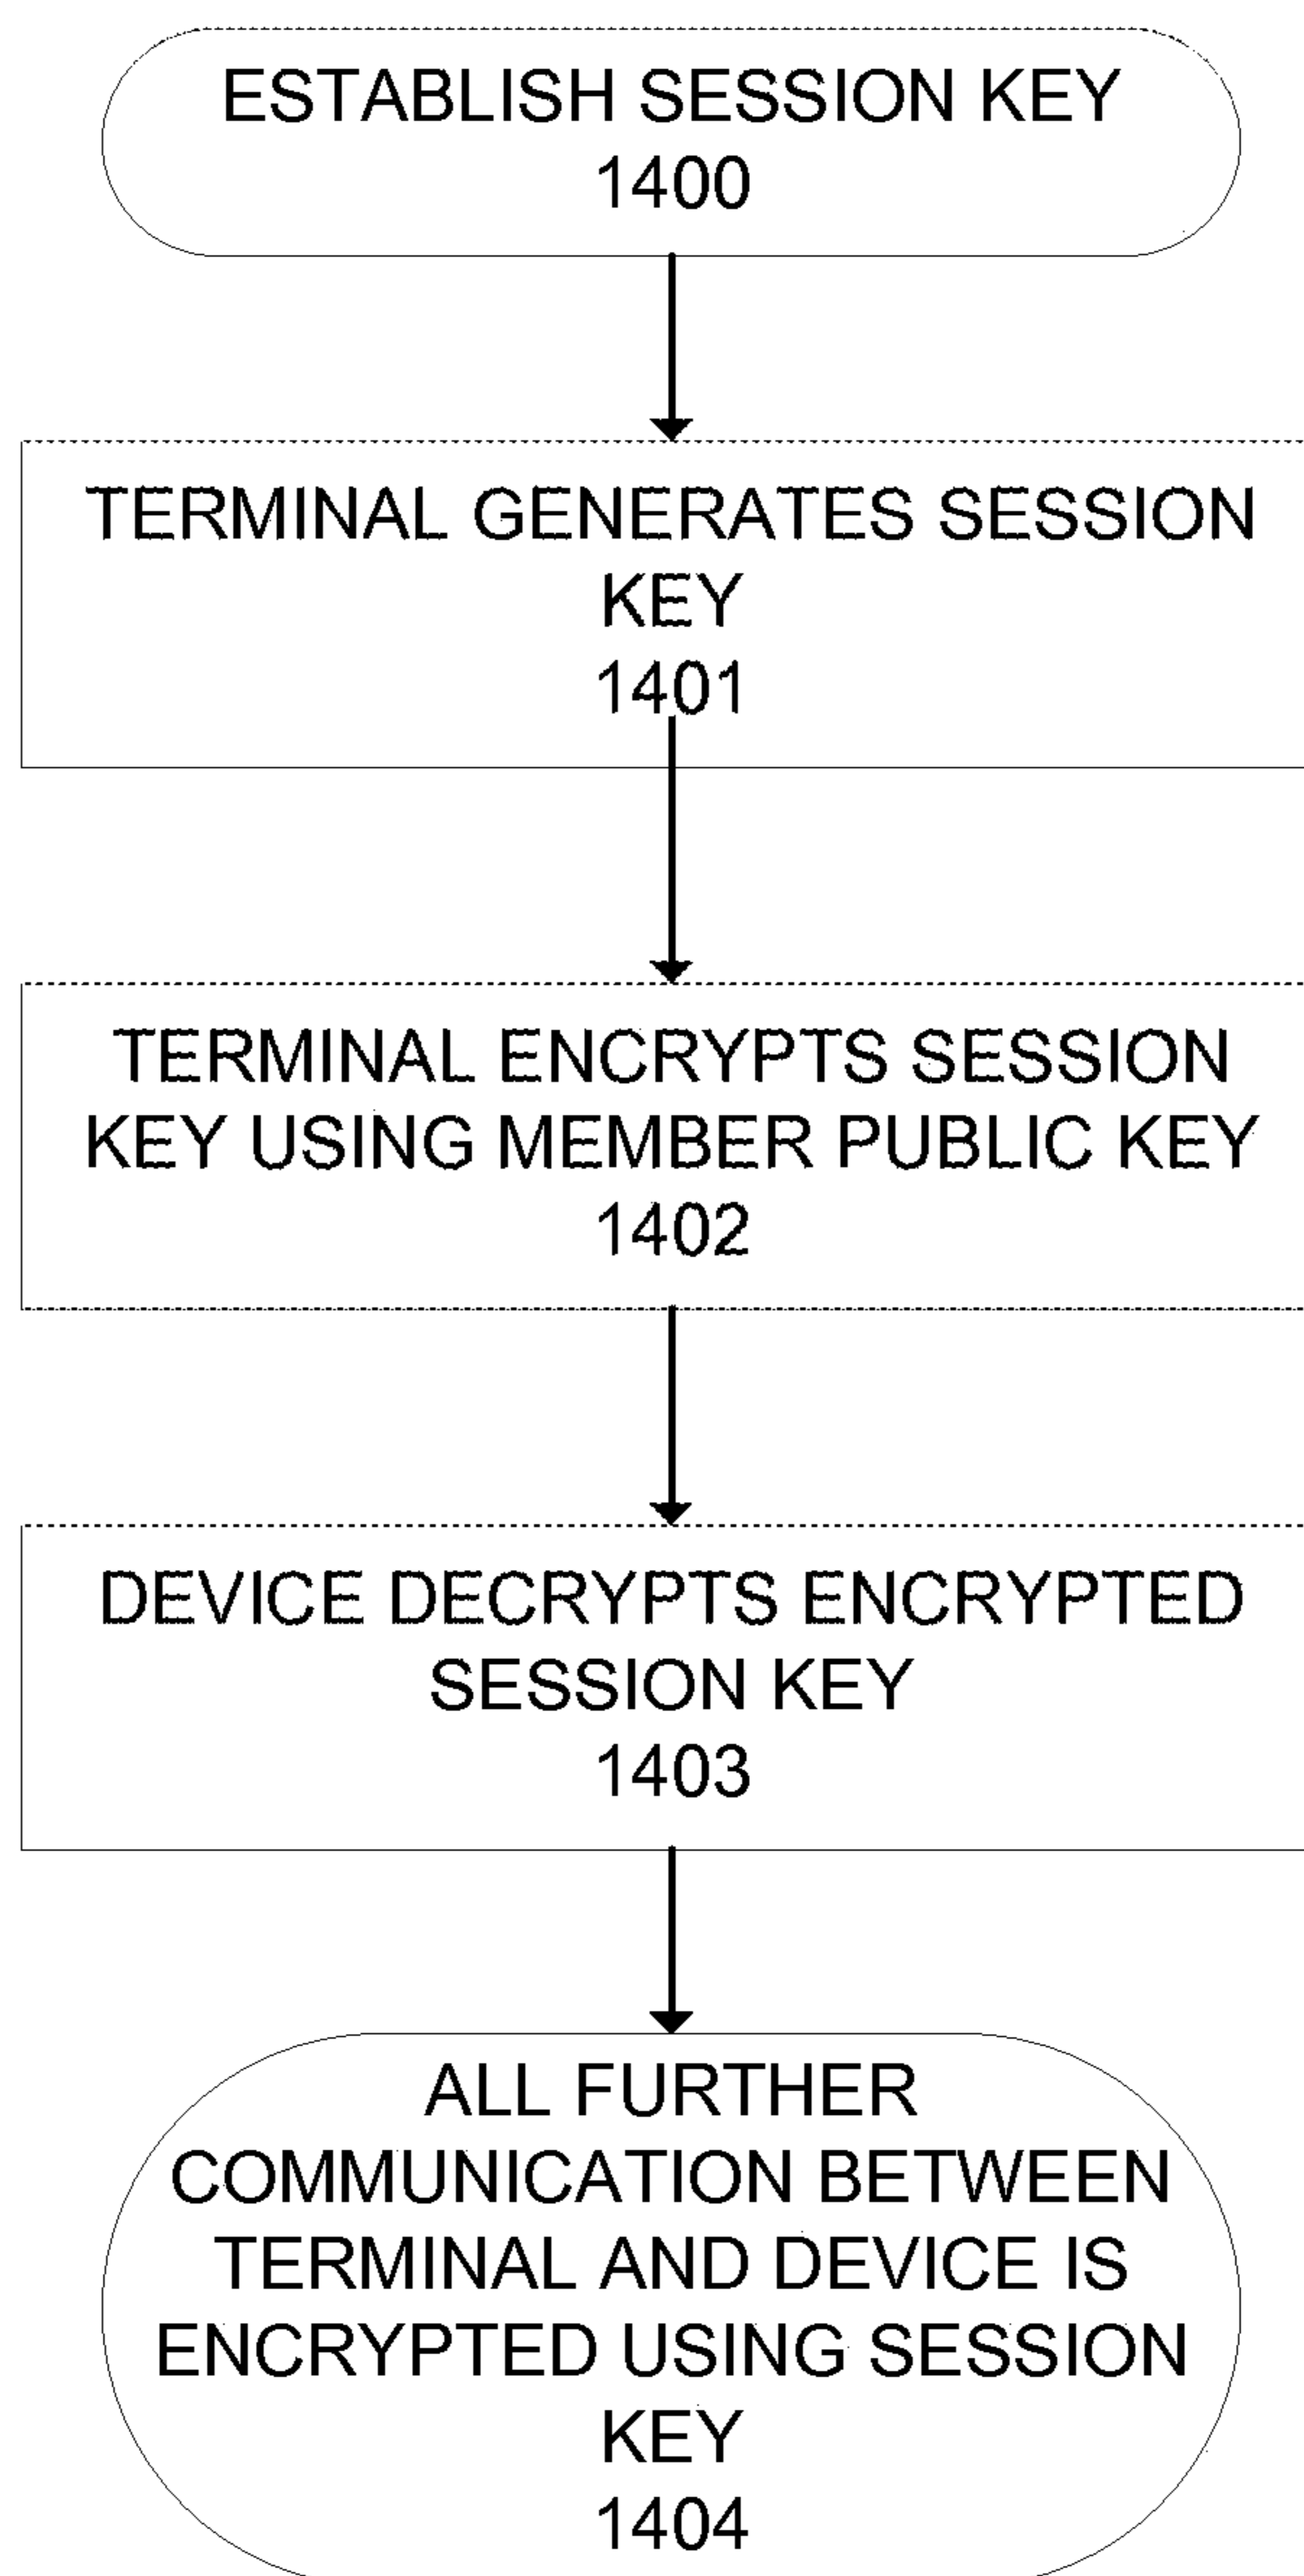 ESTABLISH SESSION KEY
1400
TERMINAL GENERATES SESSION
KEY
1401
TERMINAL ENCRYPTS SESSION
KEY USING MEMBER PUBLIC KEY
1402
DEVICE DECRYPTS ENCRYPTED
SESSION KEY
1403
ALL FURTHER
COMMUNICATION BETWEEN
TERMINAL AND DEVICE IS
ENCRYPTED USING SESSION
KEY
1404